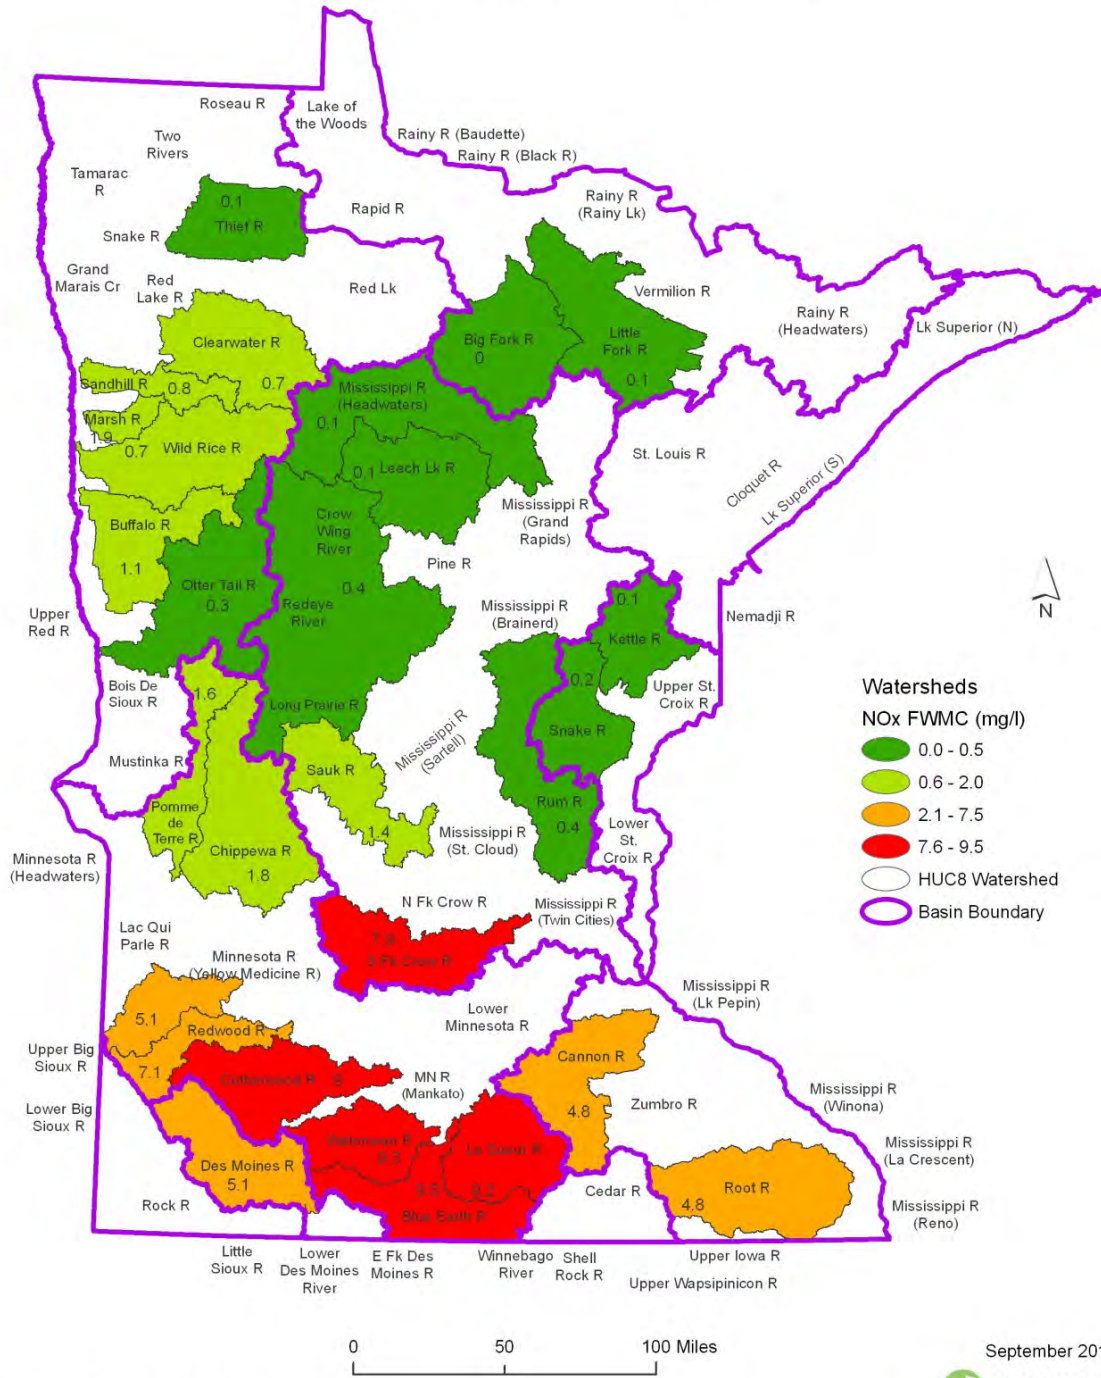 Roseau R
Lake of
the Woods
Two
Rivers
Rainy R (Baudette)
Rainy R (Black R)
Tamarac
R
0.1
Thief R
Rapid R
Rainy R
(Rainy Lk)
Snake R
Grand
Marais Cr
Red
Lake R
Red Lk
Vermilion R
Rainy R
(Headwaters)
Lk Superior (N)
Clearwater R
Big Fork R
0
Little
Fork R
0.1
Sandhill R
0.8
0.7
Mississippi R
(Headwaters)
0.1
Marsh R
1.9
0.7
Wild Rice R
0.1
Leach Lk R
St. Louis R
Cloquet R
Lk Superior (S)
Buffalo R
1.1
Crow
Wing
River
0.4
Mississippi R
(Grand
Rapids)
Pine R
Otter Tail R
0.3
Redeye
River
Upper
Red R
Mississippi R
(Brainerd)
0.1
Kettle R
Nemadji R
N
Bois De
Sioux R
1.6
Long Prairie R
0.2
Snake R
Upper St.
Croix R
Mississippi R
(Sartell)
Mustinka R
Sauk R
1.4
Pomme
de
Terre R
Chippewa R
1.8
Mississippi R
(St. Cloud)
Rum R
0.4
Lower
St.
Croix R
Watersheds
NOx FWMC (mg/l)
0.0 - 0.5
0.6 - 2.0
2.1 - 7.5
7.6 - 9.5
HUC8 Watershed
Basin Boundary
Minnesota R
(Headwaters)
N Fk Crow R
Mississippi R
(Twin Cities)
Lac Qui
Parle R
S Fk Crow R
Minnesota R
(Yellow Medicine R)
Mississippi R
(Lk Pepin)
Lower
Minnesota R
5.1
Redwood R
Upper Big
Sioux R
7.1
Cottonwood R
9
Cannon R
4.8
MN R
(Mankato)
Zumbro R
Mississippi R
(Winona)
Lower Big
Sioux R
Watonwan R
9.3
Le Sueur R
9.2
Mississippi R
(La Crescent)
Des Moines R
5.1
9.5
Blue Earth R
Rock R
Cedar R
Root R
4.8
Mississippi R
(Reno)
Little
Sioux R
Lower
Des Moines
River
E Fk Des
Moines R
Winnebago
River
Shell
Rock R
Upper Iowa R
Upper Wapsipinicon R
0 50 100 Miles
September 201